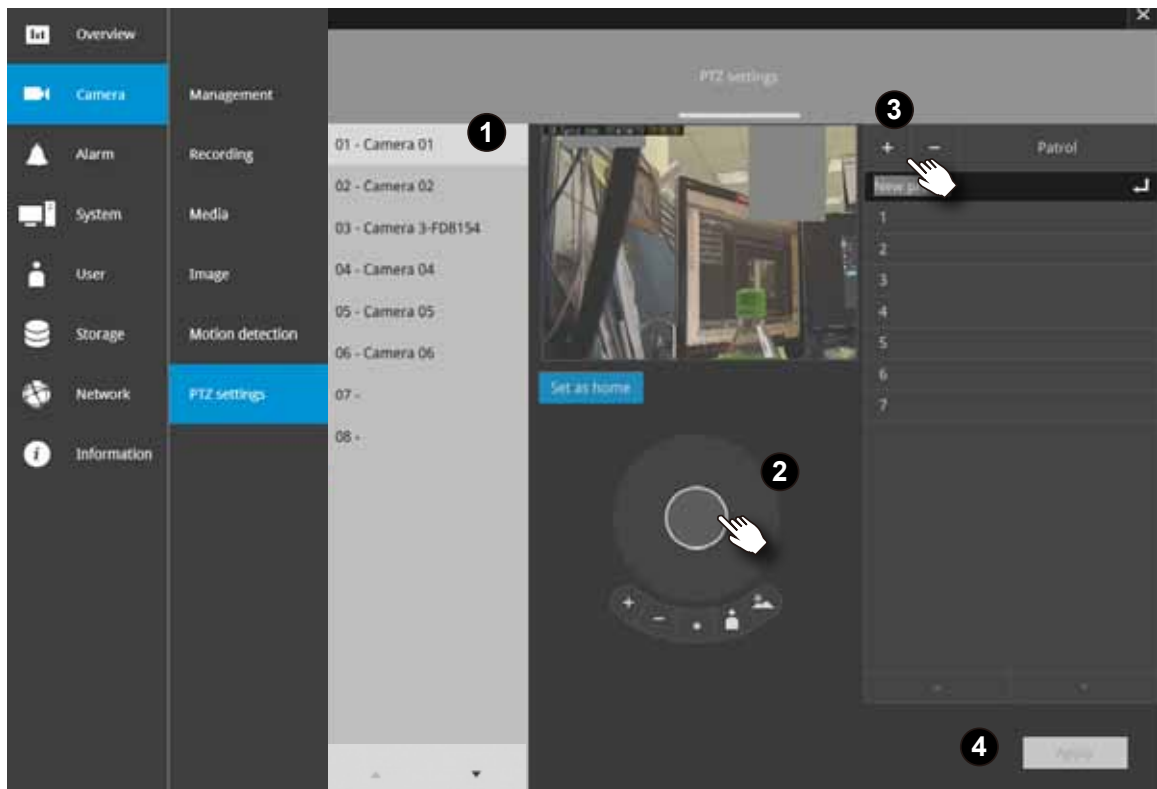 Overview
Camera
Alarm
System
User
Storage
Network
Information
Management
Recording
Media
Image
Motion detection
PTZ settings
PTZ settings
1
01 - Camera 01
02 - Camera 02
03 - Camera 3-FD8154
04 - Camera 04
05 - Camera 05
06 - Camera 06
07 -
08 -
Set as home
2
3
+ − Patrol
New p
1
2
3
4
5
6
7
4
Apply